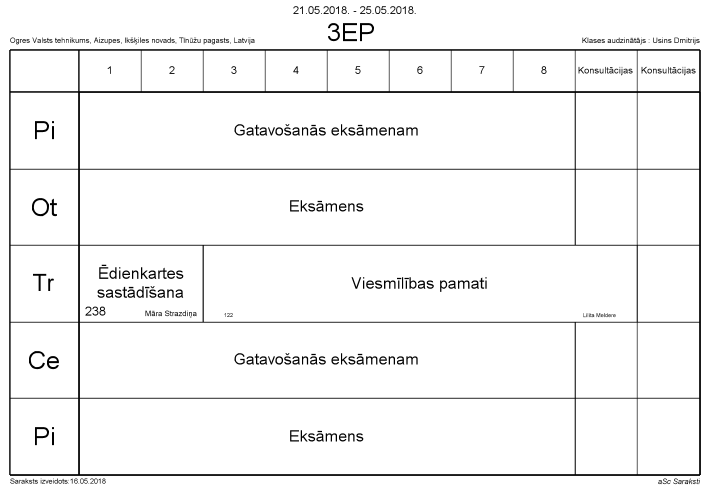 21.05.2018. - 25.05.2018.
3EP
Ogres Valsts tehnikums, Aizupes, Ikšķiles novads, Tīnūžu pagasts, Latvija
Klases audzinātājs : Usins Dmitrijs
1 2 3 4 5 6 7 8 Konsultācijas Konsultācijas
Pi
Gatavošanās eksāmenam
Ot
Eksāmens
Tr
Ēdienkartes
sastādīšana
238 Māra Strazdiņa
Viesmīlības pamati
122 Lilita Meldere
Ce
Gatavošanās eksāmenam
Pi
Eksāmens
Saraksts izveidots:16.05.2018
aSc Saraksti